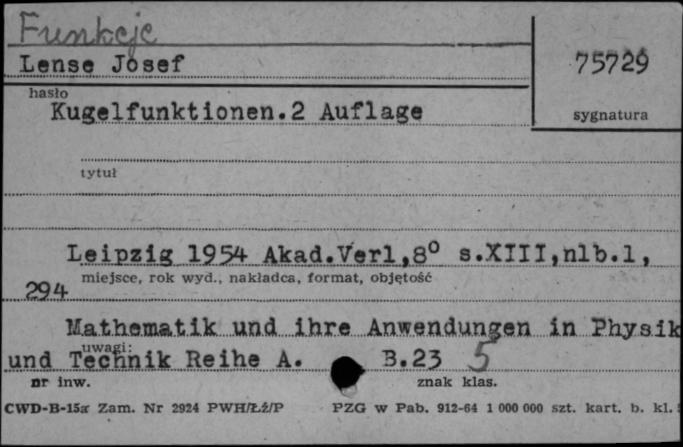 Funkcje
Lense Josef
75729
hasło
Kugelfunktionen.2 Auflage
sygnatura
tytuł
Leipzig 1954 Akad.Verl,8° s.XIII,nlb.1,
miejsce, rok wyd., nakładca, format, objętość
294
Mathematik und ihre Anwendungen in Physik
uwagi:
und Technik Reihe A. B.23 5
nr inw.
znak klas.
CWD-B-15a Zam. Nr 2924 PWH/Łż/P PZG w Pab. 912-64 1 000 000 szt. kart. b. kl.